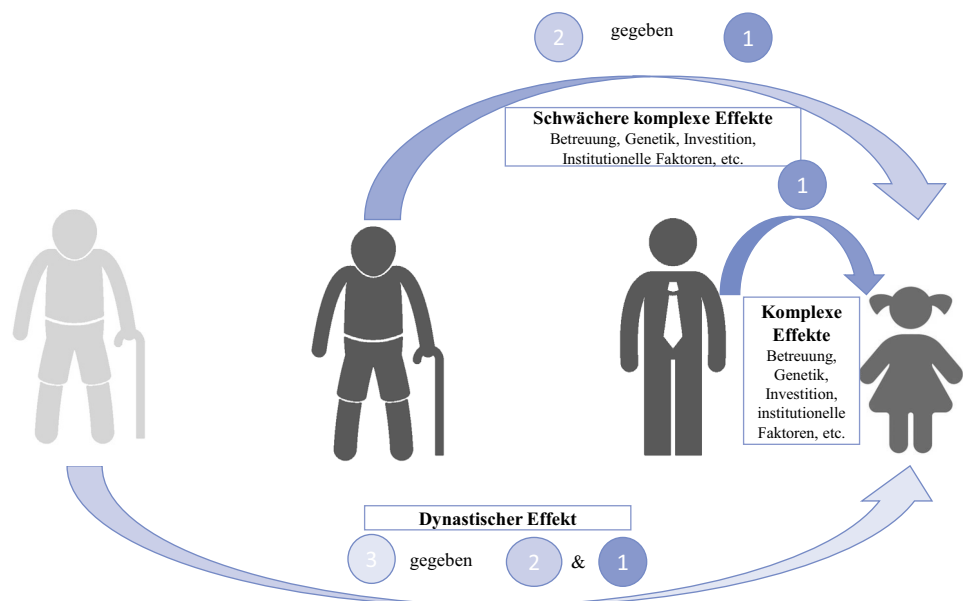 2 gegeben 1
Schwächere komplexe Effekte
Betreuung, Genetik, Investition,
Institutionelle Faktoren, etc.
1
Komplexe
Effekte
Betreuung,
Genetik,
Investition,
institutionelle
Faktoren, etc.
Dynastischer Effekt
3 gegeben 2 & 1